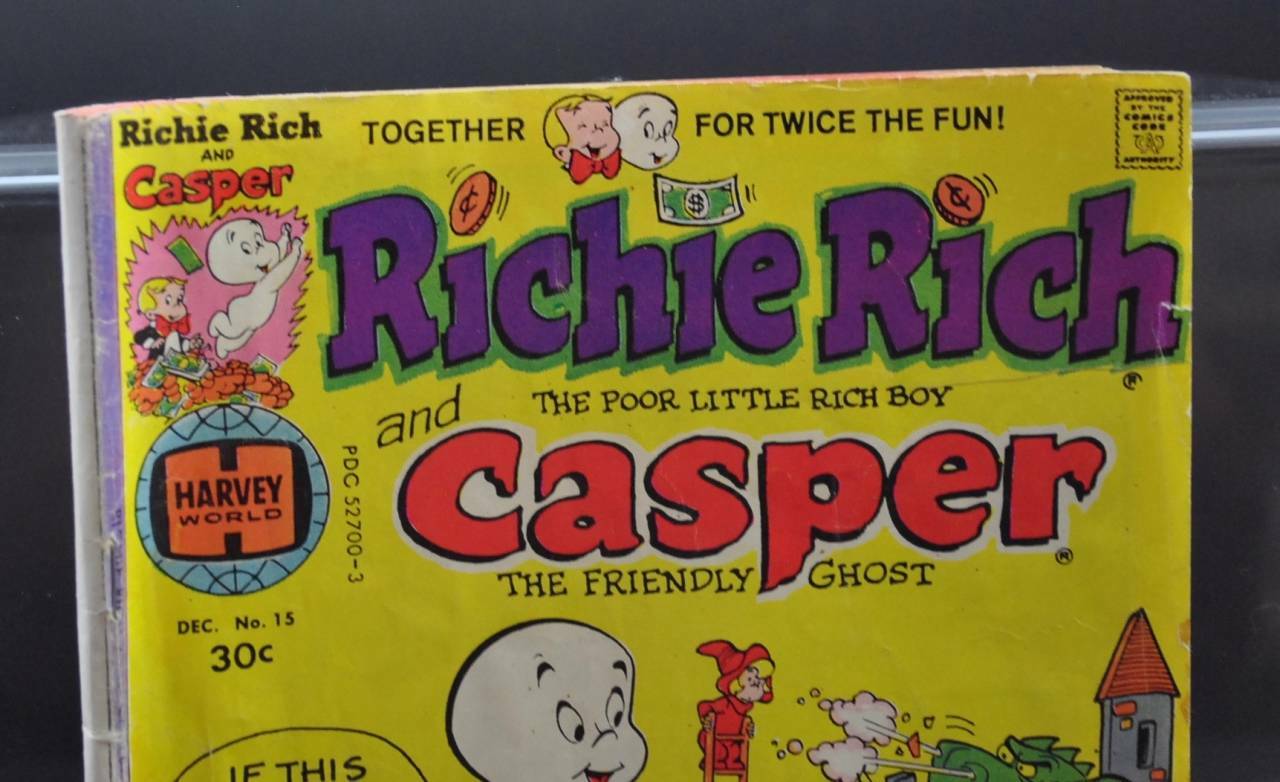 Richie Rich
AND
Casper
TOGETHER FOR TWICE THE FUN!
APPROVED
BY THE
COMICS
CODE
AUTHORITY
¢ $ ¢
Richie Rich
®
and
THE POOR LITTLE RICH BOY
Casper
®
THE FRIENDLY GHOST
H
HARVEY
WORLD
PDC 52700-3
DEC. No. 15
30¢
IF THIS